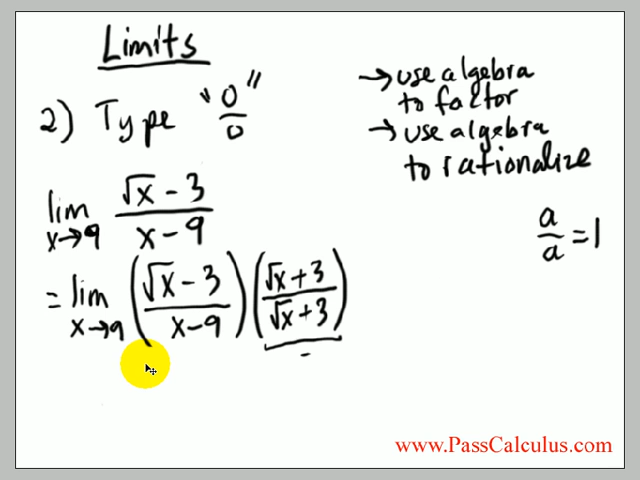 Limits
2) Type "0/0"
→ use algebra
to factor
→ use algebra
to rationalize
lim x→9 (√x - 3)/(x - 9)
a/a = 1
= lim x→9 ((√x - 3)/(x - 9)) ((√x + 3)/(√x + 3))
www.PassCalculus.com